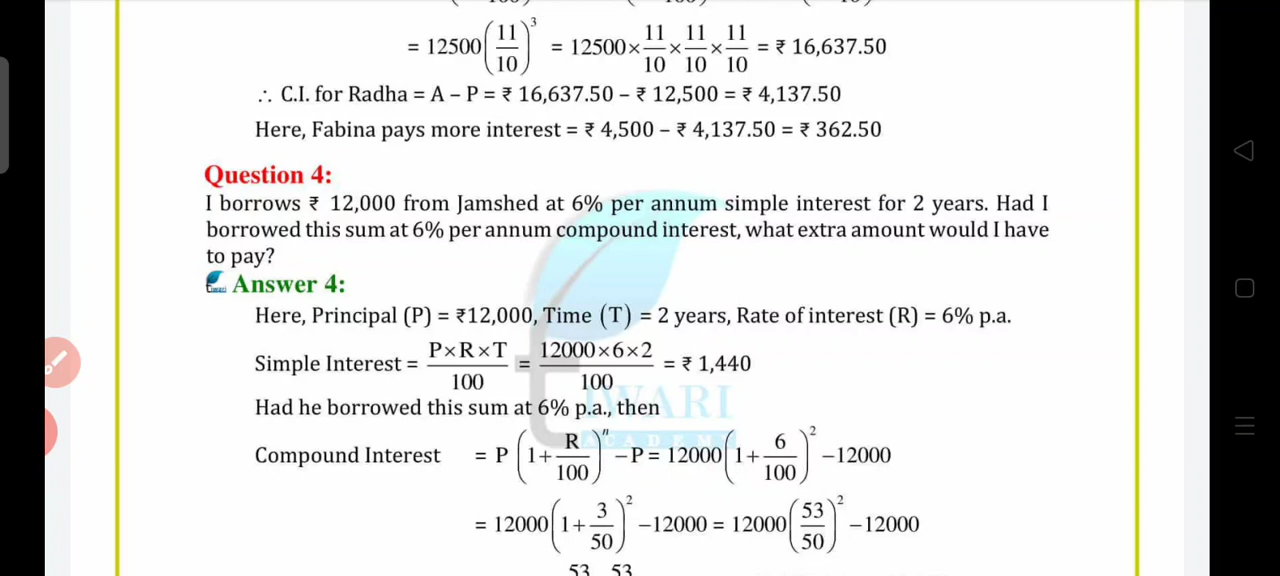 = 12500(11/10)³ = 12500×11/10×11/10×11/10 = ₹ 16,637.50
∴ C.I. for Radha = A – P = ₹ 16,637.50 – ₹ 12,500 = ₹ 4,137.50
Here, Fabina pays more interest = ₹ 4,500 – ₹ 4,137.50 = ₹ 362.50
Question 4:
I borrows ₹ 12,000 from Jamshed at 6% per annum simple interest for 2 years. Had I
borrowed this sum at 6% per annum compound interest, what extra amount would I have
to pay?
Answer 4:
Here, Principal (P) = ₹12,000, Time (T) = 2 years, Rate of interest (R) = 6% p.a.
Simple Interest = P×R×T/100 = 12000×6×2/100 = ₹ 1,440
Had he borrowed this sum at 6% p.a., then
Compound Interest = P(1+R/100)ⁿ –P = 12000(1+6/100)² –12000
= 12000(1+3/50)² –12000 = 12000(53/50)² –12000
53 53
IWARI
ACADEM